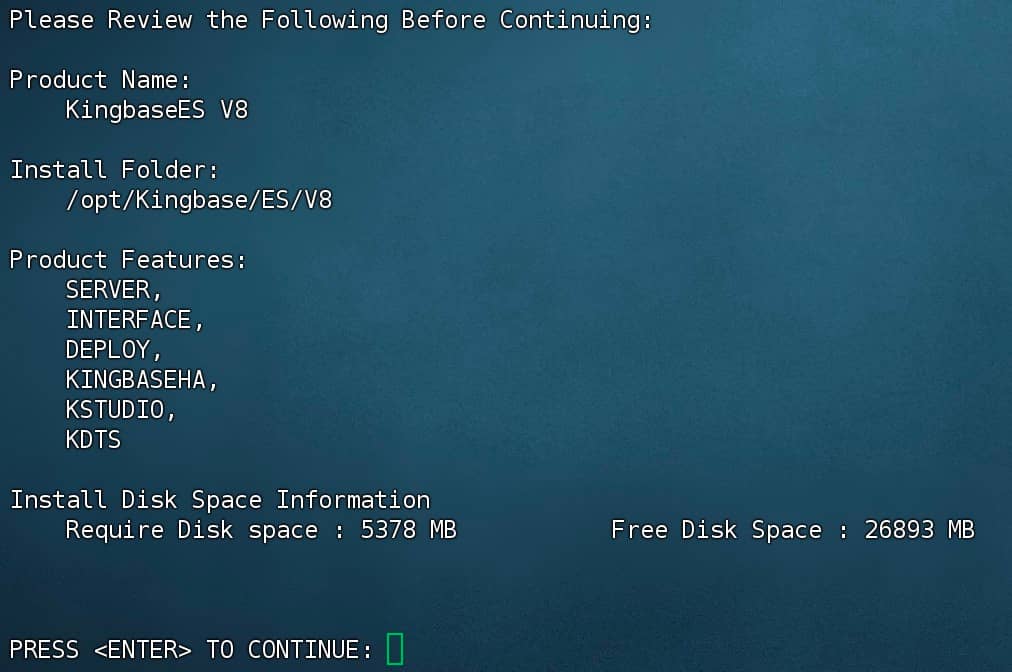 Please Review the Following Before Continuing:
Product Name:
KingbaseES V8
Install Folder:
/opt/Kingbase/ES/V8
Product Features:
SERVER,
INTERFACE,
DEPLOY,
KINGBASEHA,
KSTUDIO,
KDTS
Install Disk Space Information
Require Disk space : 5378 MB Free Disk Space : 26893 MB
PRESS <ENTER> TO CONTINUE: